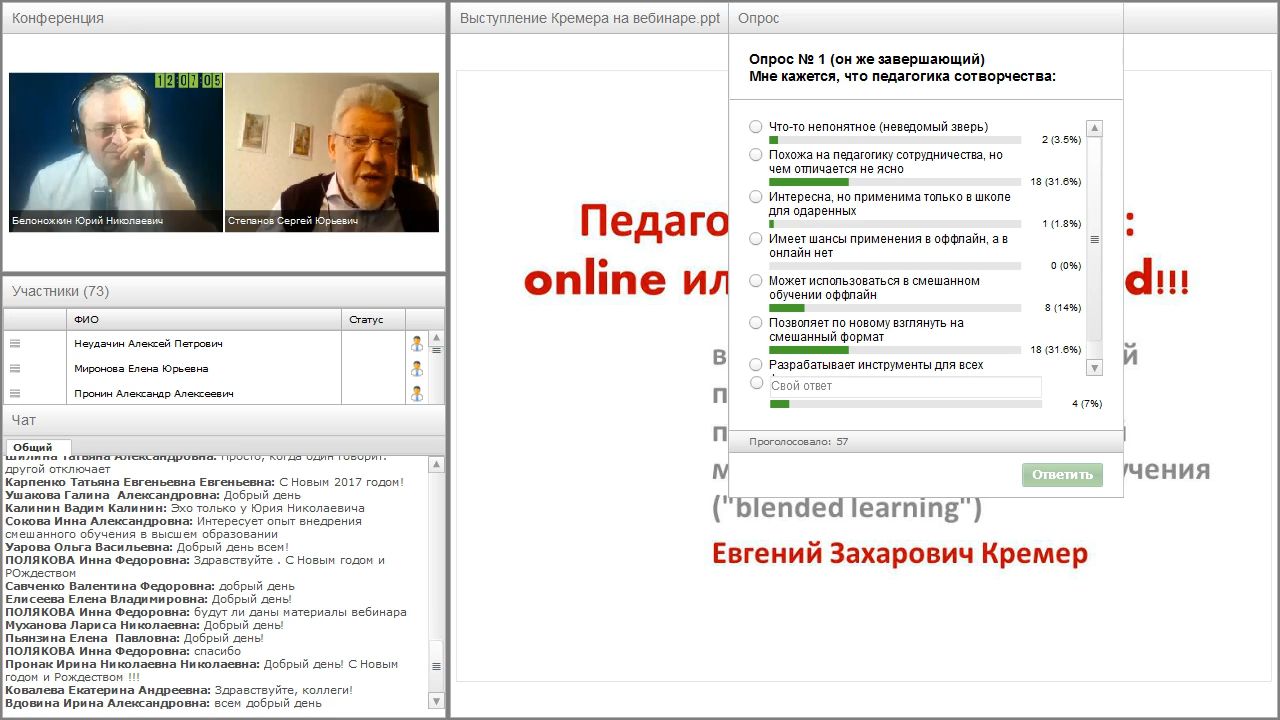 Конференция
12:07:05
Белоножкин Юрий Николаевич
Степанов Сергей Юрьевич
Участники (73)
ФИО
Статус
Неудачин Алексей Петрович
Миронова Елена Юрьевна
Пронин Александр Алексеевич
Чат
Общий
Шилина Татьяна Александровна: просто, когда один говорит.
другой отключает
Карпенко Татьяна Евгеньевна Евгеньевна: С Новым 2017 годом!
Ушакова Галина Александровна: Добрый день
Калинин Вадим Калинин: Эхо только у Юрия Николаевича
Сокова Инна Александровна: Интересует опыт внедрения
смешанного обучения в высшем образовании
Уарова Ольга Васильевна: Добрый день всем!
ПОЛЯКОВА Инна Федоровна: Здравствуйте . С Новым годом и
РОждеством
Савченко Валентина Федоровна: добрый день
Елисеева Елена Владимировна: Добрый день!
ПОЛЯКОВА Инна Федоровна: будут ли даны материалы вебинара
Муханова Лариса Николаевна: Добрый день!
Пьянзина Елена Павловна: Добрый день!
ПОЛЯКОВА Инна Федоровна: спасибо
Пронак Ирина Николаевна Николаевна: Добрый день! С Новым
годом и Рождеством !!!
Ковалева Екатерина Андреевна: Здравствуйте, коллеги!
Вдовина Ирина Александровна: всем добрый день
Выступление Кремера на вебинаре.ppt
Педаго
:
online ил
d!!!
в
й
п
п
м
учения
("blended learning")
Евгений Захарович Кремер
Опрос
Опрос № 1 (он же завершающий)
Мне кажется, что педагогика сотворчества:
Что-то непонятное (неведомый зверь)
2 (3.5%)
Похожа на педагогику сотрудничества, но
чем отличается не ясно
18 (31.6%)
Интересна, но применима только в школе
для одаренных
1 (1.8%)
Имеет шансы применения в оффлайн, а в
онлайн нет
0 (0%)
Может использоваться в смешанном
обучении оффлайн
8 (14%)
Позволяет по новому взглянуть на
смешанный формат
18 (31.6%)
Разрабатывает инструменты для всех
Свой ответ
4 (7%)
Проголосовало: 57
Ответить